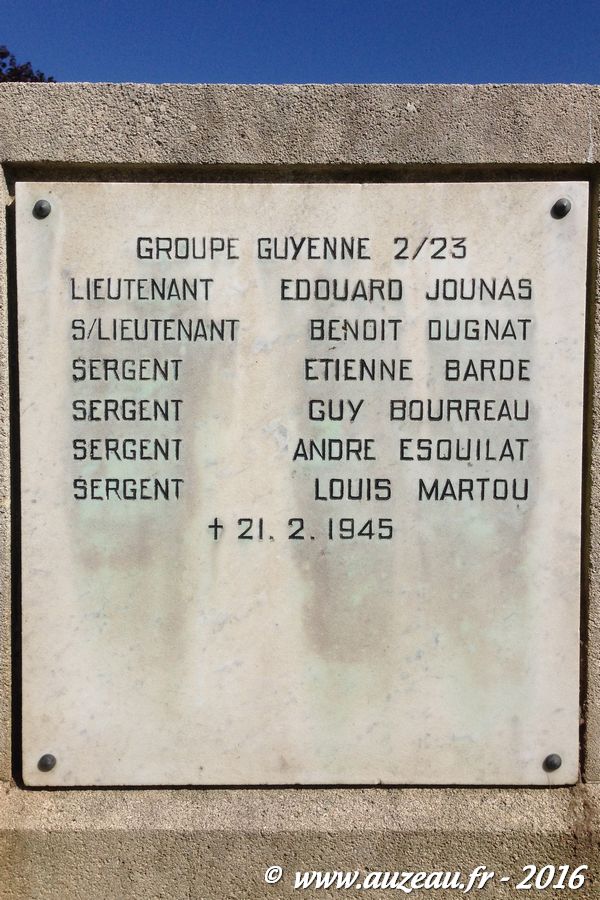 GROUPE GUYENNE 2/23
LIEUTENANT EDOUARD JOUNAS
S/LIEUTENANT BENOIT DUGNAT
SERGENT ETIENNE BARDE
SERGENT GUY BOURREAU
SERGENT ANDRE ESQUILAT
SERGENT LOUIS MARTOU
✝ 21. 2. 1945
© www.auzeau.fr - 2016